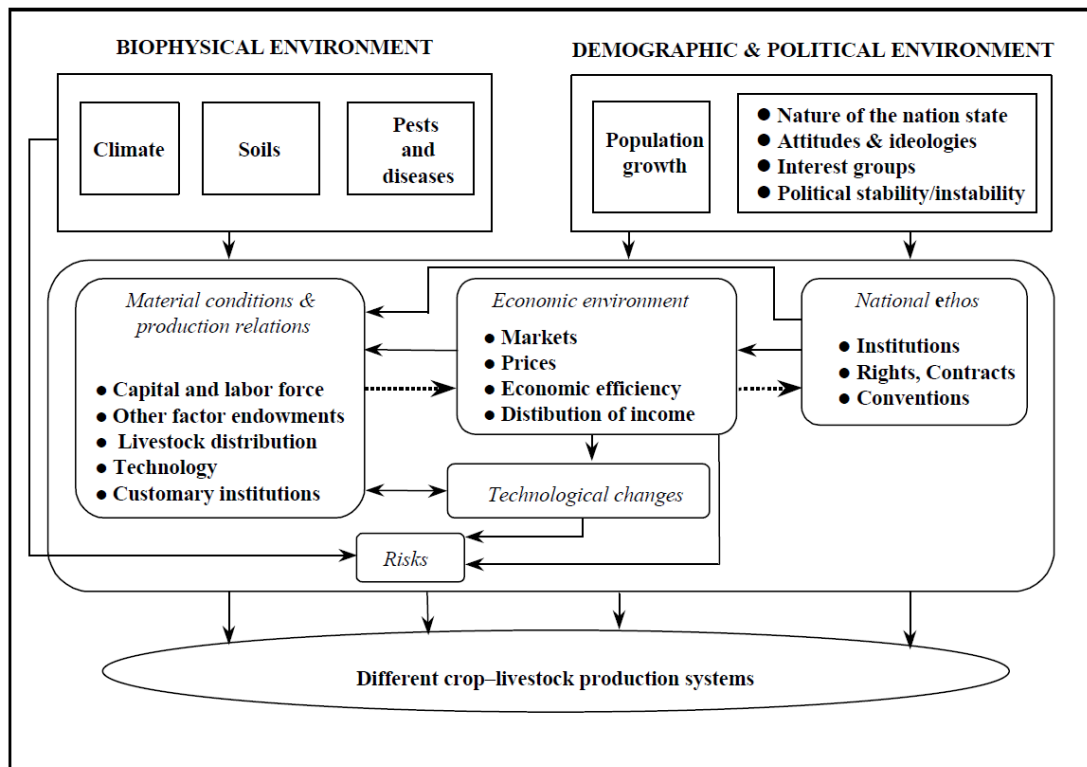 BIOPHYSICAL ENVIRONMENT
DEMOGRAPHIC & POLITICAL ENVIRONMENT
Climate
Soils
Pests
and
diseases
Population
growth
● Nature of the nation state
● Attitudes & ideologies
● Interest groups
● Political stability/instability
Material conditions &
production relations
● Capital and labor force
● Other factor endowments
● Livestock distribution
● Technology
● Customary institutions
Economic environment
● Markets
● Prices
● Economic efficiency
● Distibution of income
National ethos
● Institutions
● Rights, Contracts
● Conventions
Technological changes
Risks
Different crop–livestock production systems